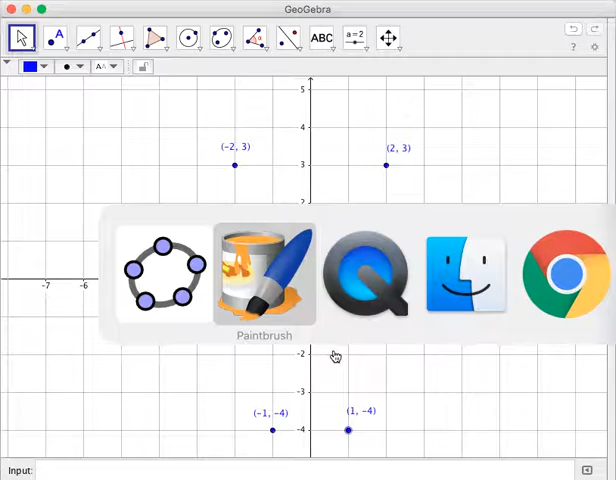 GeoGebra
A
α
ABC
a=2
?
AA
5
4
(-2, 3)
(2, 3)
3
2
-7 -6
Paintbrush
-2
-3
(-1, -4)
(1, -4)
-4
Input: